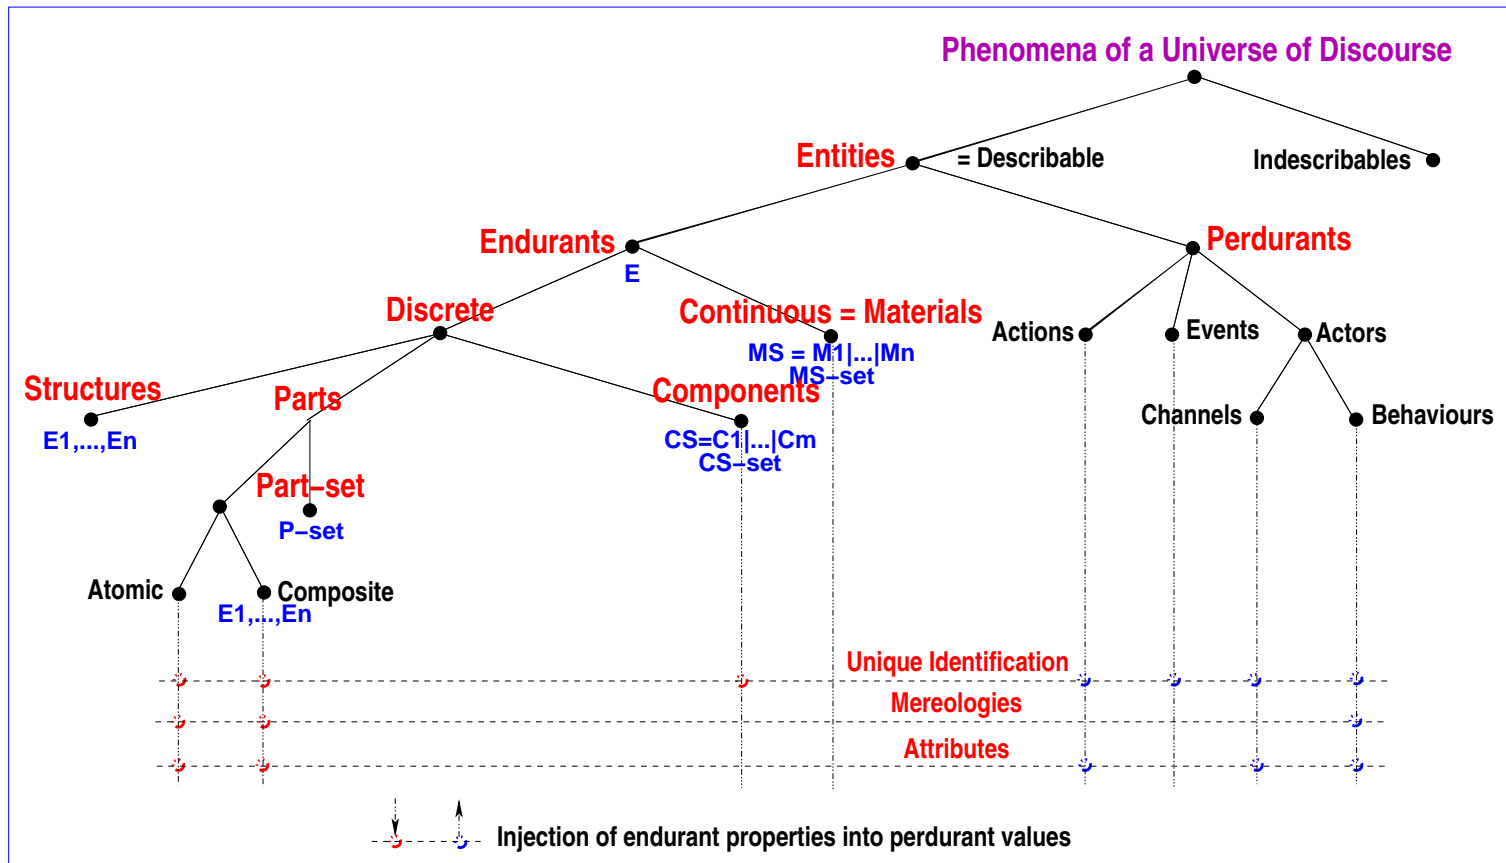 Phenomena of a Universe of Discourse
Entities
= Describable
Indescribables
Endurants
E
Perdurants
Discrete
Continuous = Materials
MS = M1|...|Mn
MS–set
Actions
Events
Actors
Structures
E1,...,En
Parts
Components
CS=C1|...|Cm
CS–set
Channels
Behaviours
Part–set
P–set
Atomic
Composite
E1,...,En
Unique Identification
Mereologies
Attributes
Injection of endurant properties into perdurant values